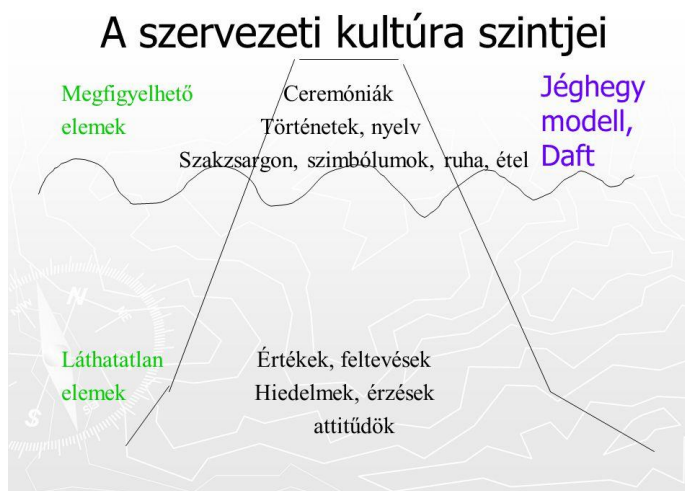 A szervezeti kultúra szintjei
Megfigyelhető
elemek
Ceremóniák
Történetek, nyelv
Szakzsargon, szimbólumok, ruha, étel
Jéghegy
modell,
Daft
Láthatatlan
elemek
Értékek, feltevések
Hiedelmek, érzések
attitűdök
N
NE
S